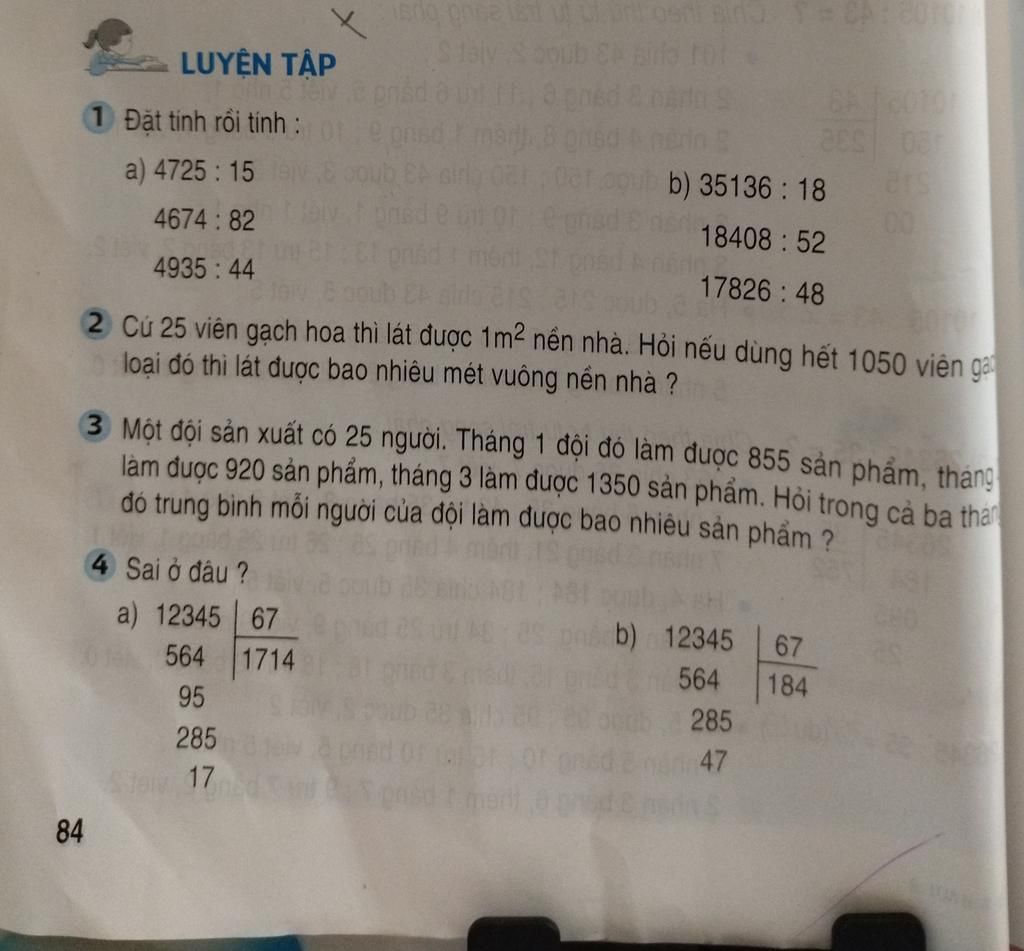 LUYỆN TẬP
1 Đặt tính rồi tính :
a) 4725 : 15
4674 : 82
4935 : 44
b) 35136 : 18
18408 : 52
17826 : 48
2 Cứ 25 viên gạch hoa thì lát được 1m² nền nhà. Hỏi nếu dùng hết 1050 viên
loại đó thì lát được bao nhiêu mét vuông nền nhà ?
3 Một đội sản xuất có 25 người. Tháng 1 đội đó làm được 855 sản phẩm, tháng
làm được 920 sản phẩm, tháng 3 làm được 1350 sản phẩm. Hỏi trong cả ba
đó trung bình mỗi người của đội làm được bao nhiêu sản phẩm ?
4 Sai ở đâu ?
a) 12345 67
564 1714
95
285
17
b) 12345 67
564 184
285
47
84